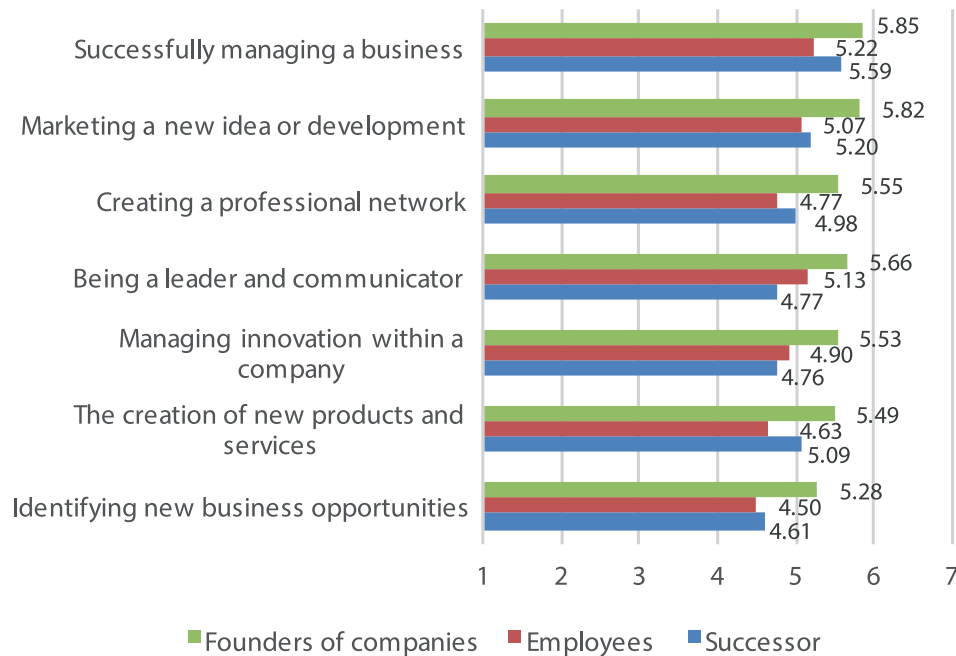 Successfully managing a business
5.85
5.22
5.59
Marketing a new idea or development
5.82
5.07
5.20
Creating a professional network
5.55
4.77
4.98
Being a leader and communicator
5.66
5.13
4.77
Managing innovation within a
company
5.53
4.90
4.76
The creation of new products and
services
5.49
4.63
5.09
Identifying new business opportunities
5.28
4.50
4.61
1 2 3 4 5 6 7
Founders of companies Employees Successor